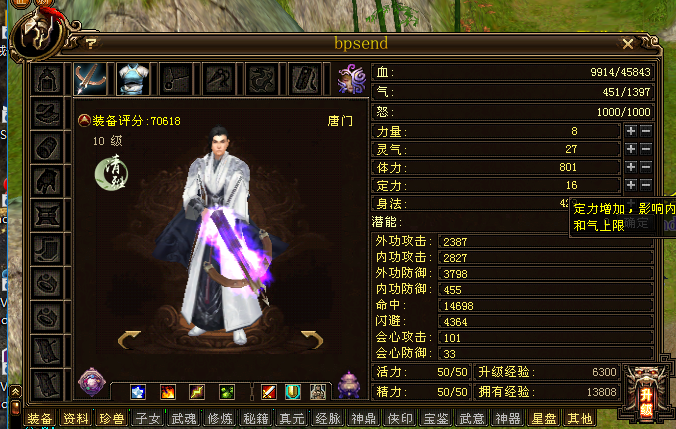 ?
bpsend
装备评分:70618
唐门
10 级
清烈
血: 9914/45843
气: 451/1397
怒: 1000/1000
力量: 8
灵气: 27
体力: 801
定力: 16
身法:
定力增加,影响内
和气上限
潜能:
外功攻击: 2387
内功攻击: 2827
外功防御: 3798
内功防御: 455
命中: 14698
闪避: 4364
会心攻击: 101
会心防御: 33
活力: 50/50 升级经验: 6300
精力: 50/50 拥有经验: 13808
升级
装备 资料 珍兽 子女 武魂 修炼 秘籍 真元 经脉 神鼎 侠印 宝鉴 武意 神器 星盘 其他